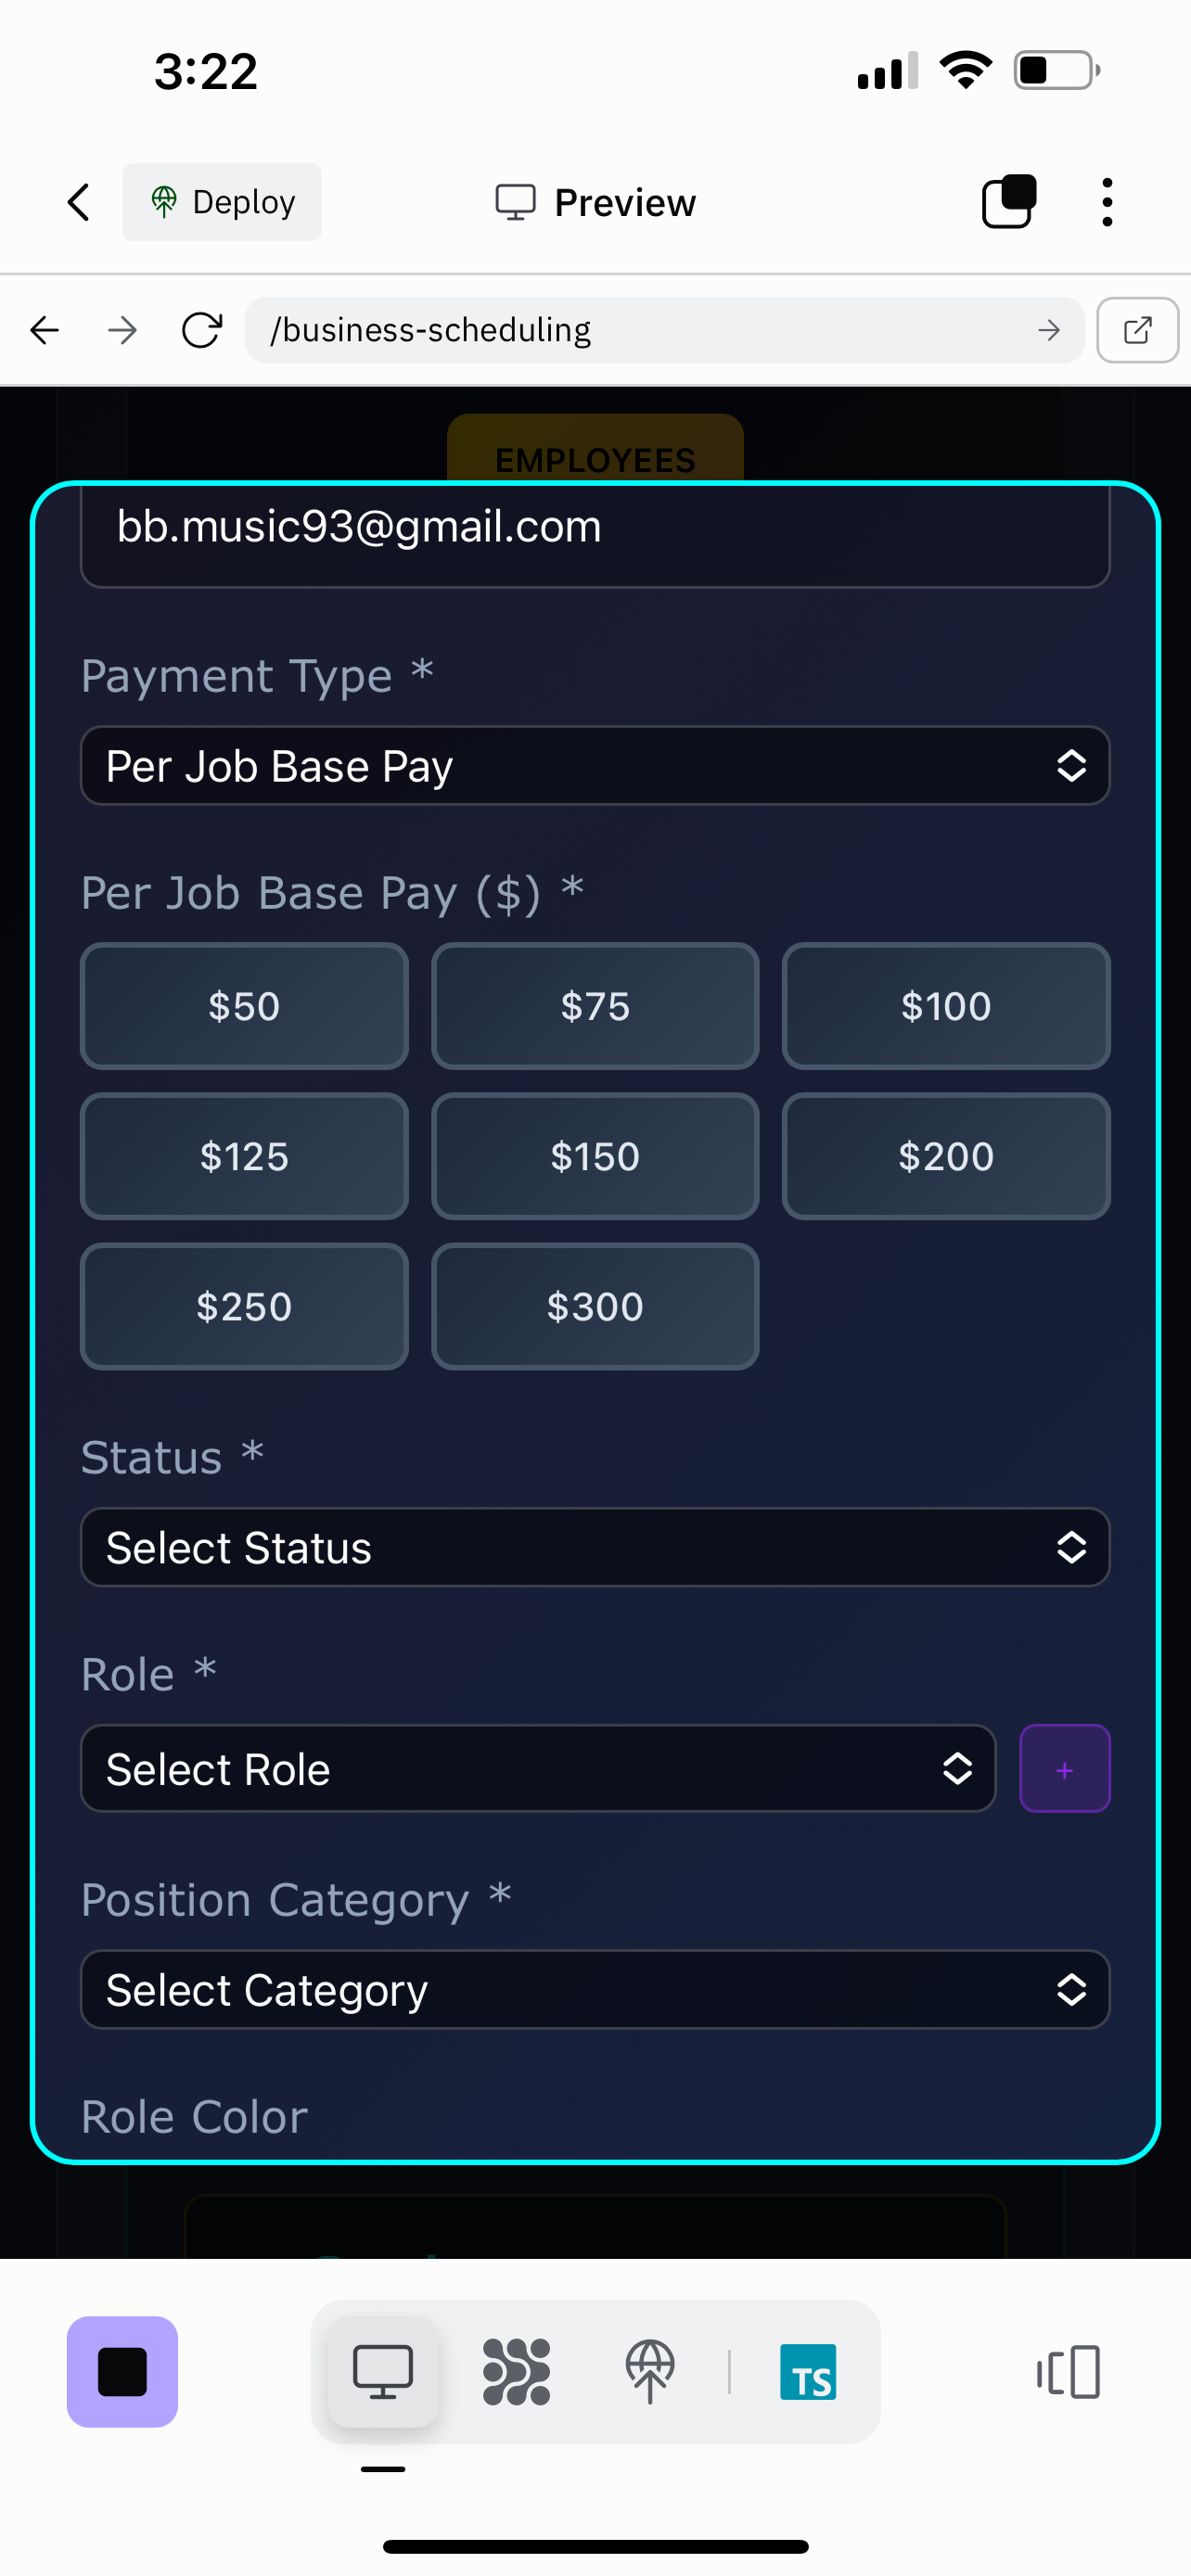 3:22
Deploy
Preview
/business-scheduling
EMPLOYEES
bb.music93@gmail.com
Payment Type *
Per Job Base Pay
Per Job Base Pay ($) *
$50 $75 $100
$125 $150 $200
$250 $300
Status *
Select Status
Role *
Select Role
+
Position Category *
Select Category
Role Color
TS